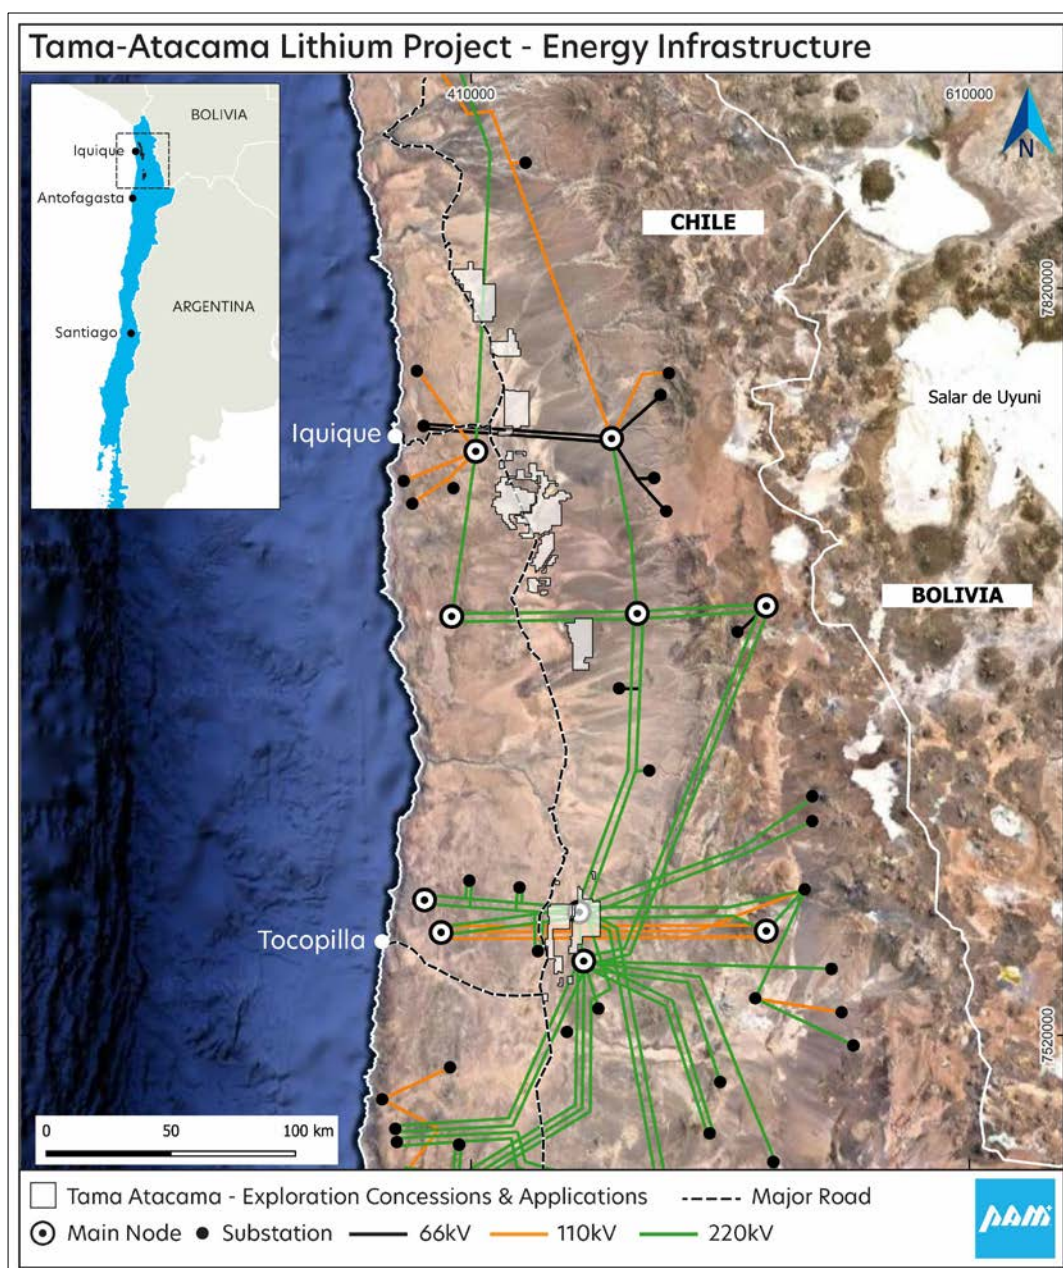 Tama-Atacama Lithium Project - Energy Infrastructure
410000
610000
BOLIVIA
Iquique
Antofagasta
ARGENTINA
Santiago
N
CHILE
7820000
Salar de Uyuni
Iquique
BOLIVIA
Tocopilla
7520000
0 50 100 km
Tama Atacama - Exploration Concessions & Applications
Major Road
Main Node
Substation
66kV
110kV
220kV
PAM